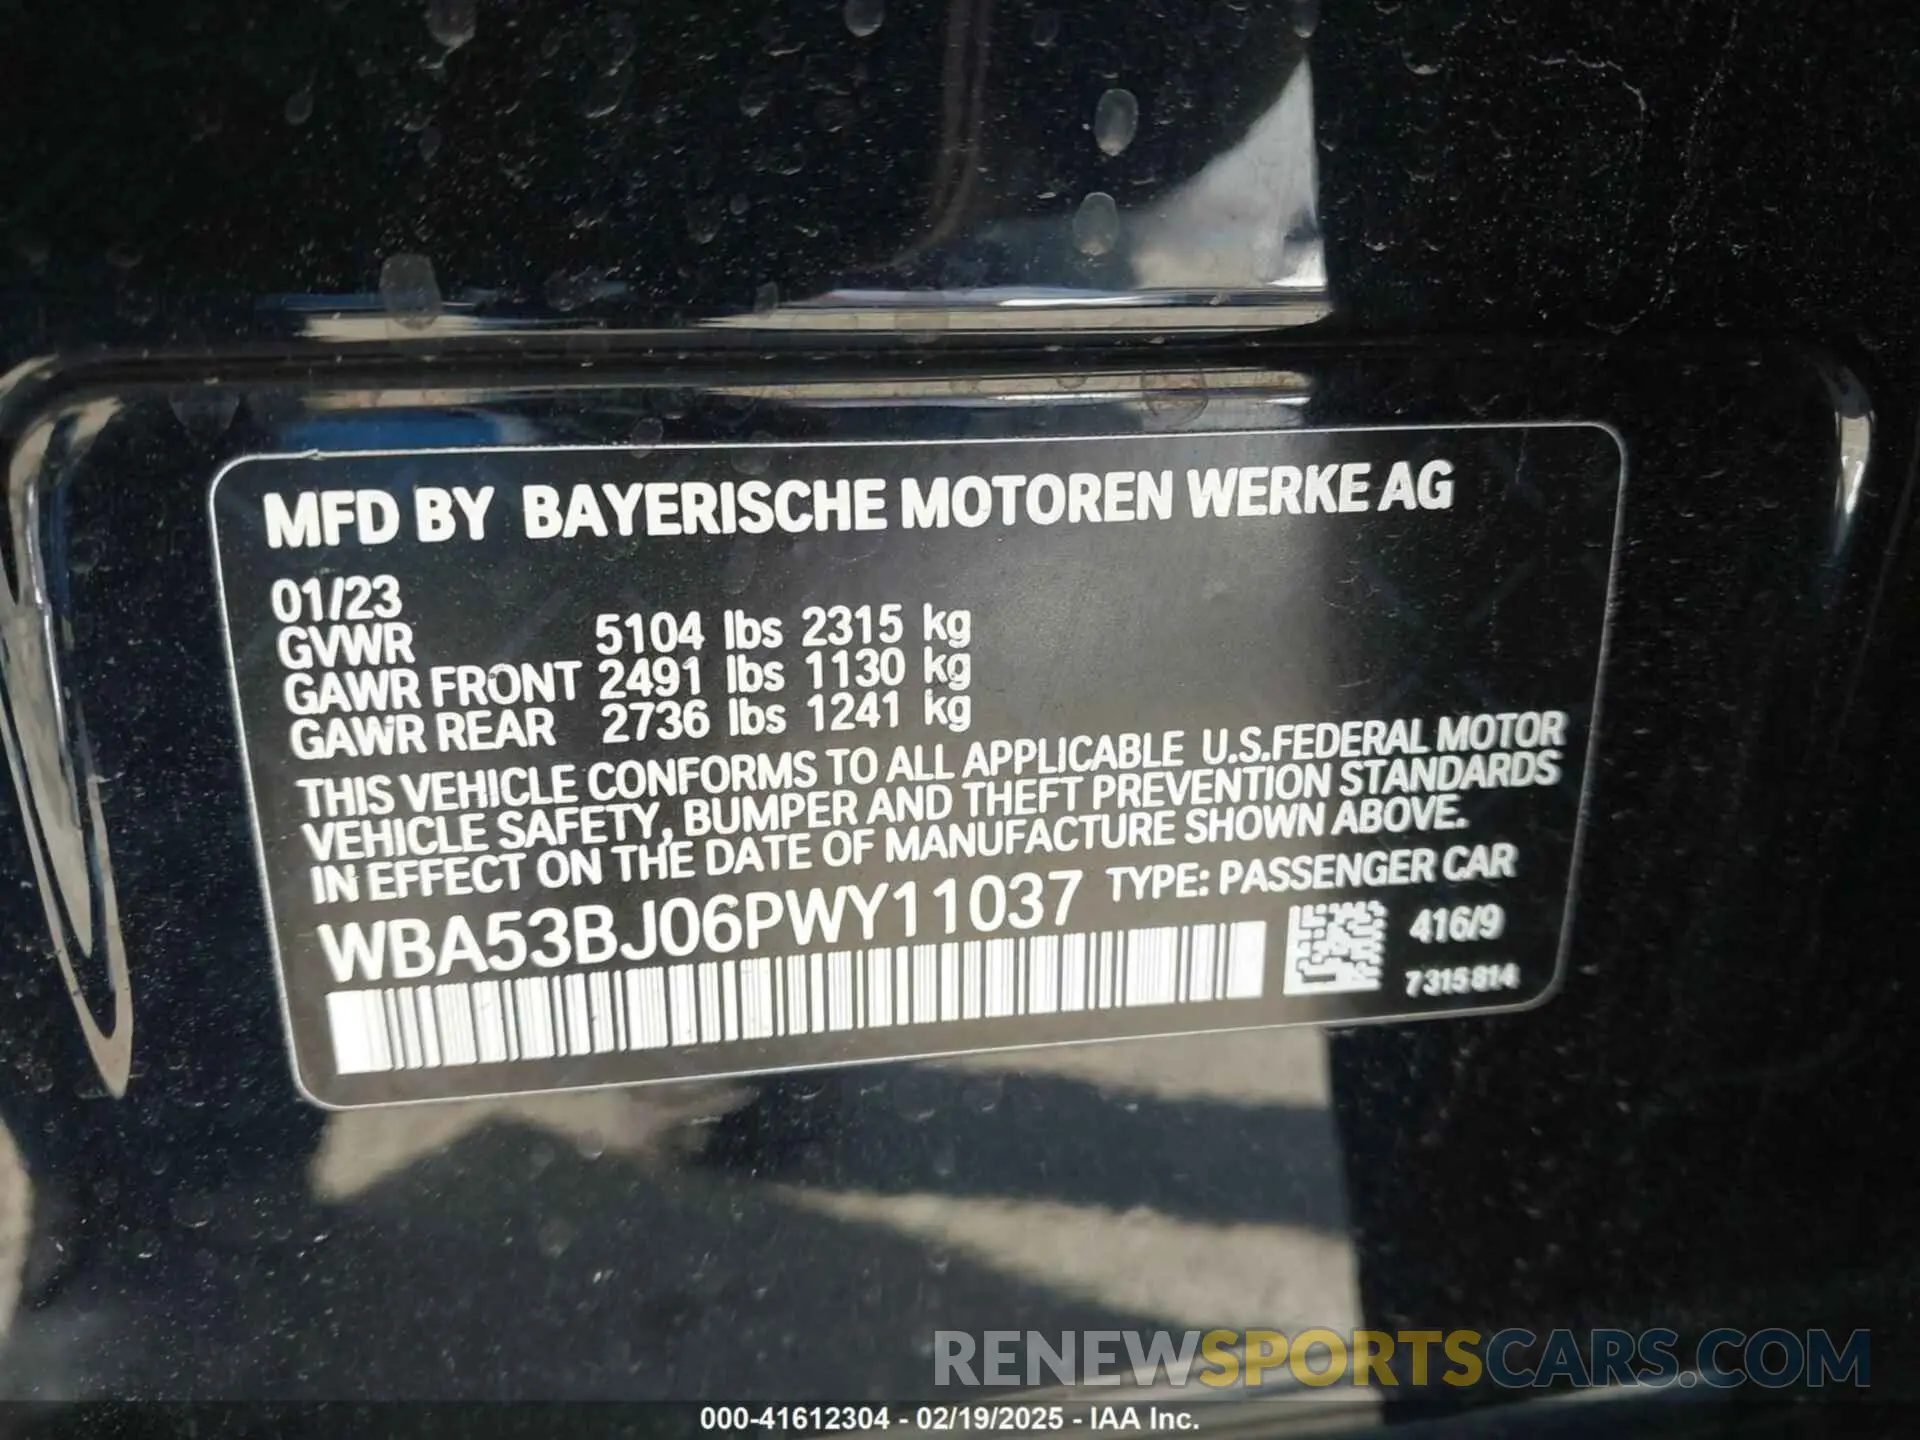 MFD BY BAYERISCHE MOTOREN WERKE AG
01/23
GVWR 5104 lbs 2315 kg
GAWR FRONT 2491 lbs 1130 kg
GAWR REAR 2736 lbs 1241 kg
THIS VEHICLE CONFORMS TO ALL APPLICABLE U.S.FEDERAL MOTOR
VEHICLE SAFETY, BUMPER AND THEFT PREVENTION STANDARDS
IN EFFECT ON THE DATE OF MANUFACTURE SHOWN ABOVE.
WBA53BJ06PWY11037 TYPE: PASSENGER CAR
416/9
7315814
RENEWSPORTSCARS.COM
000-41612304 - 02/19/2025 - IAA Inc.